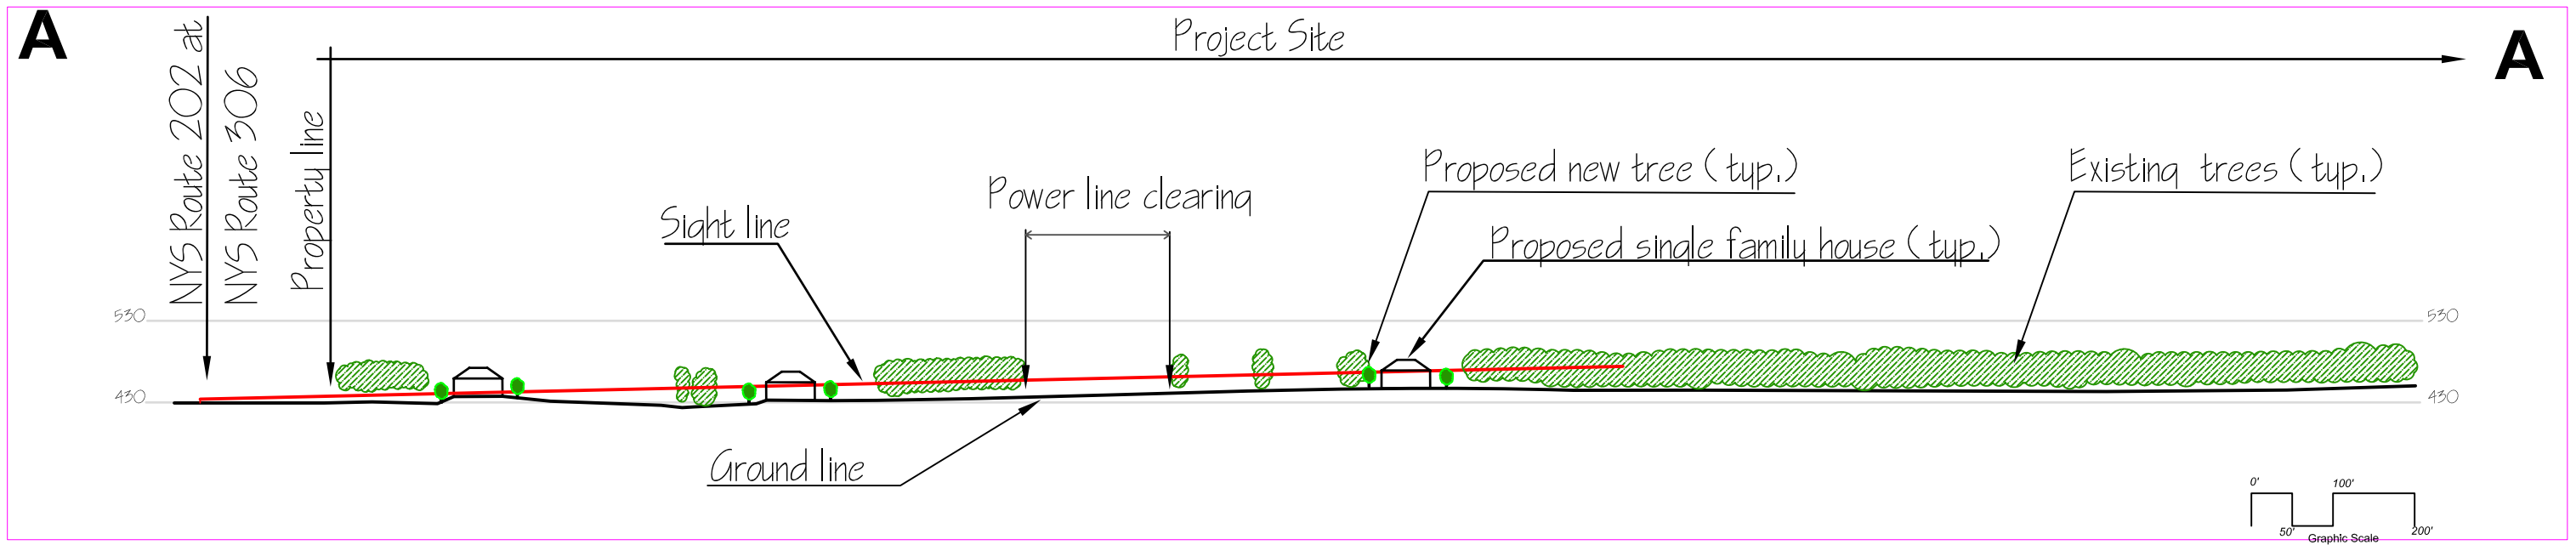 A
Project Site
A
NYS Route 202 at
NYS Route 306
Property line
Sight line
Power line clearing
Proposed new tree (typ.)
Existing trees (typ.)
Proposed single family house (typ.)
530
530
430
430
Ground line
0'
100'
50'
200'
Graphic Scale